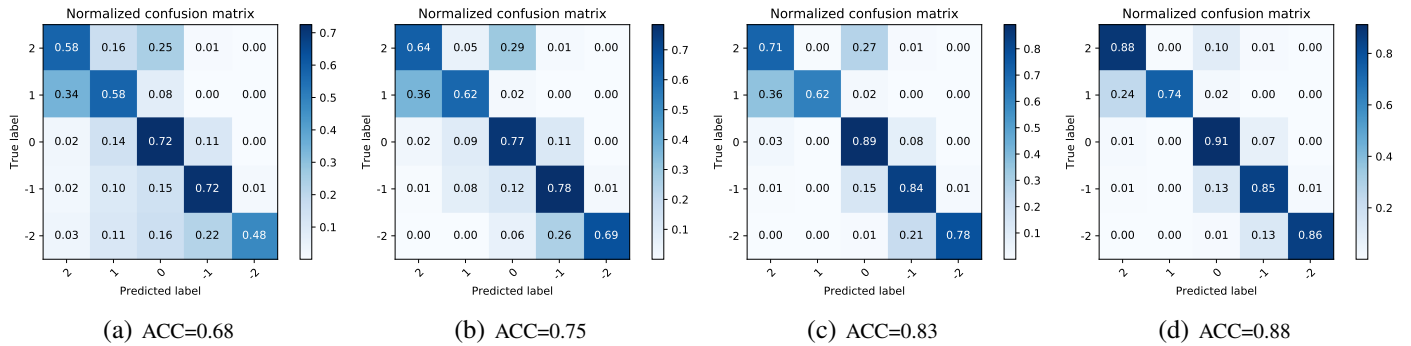 Normalized confusion matrix
2 0.58 0.16 0.25 0.01 0.00
1 0.34 0.58 0.08 0.00 0.00
0 0.02 0.14 0.72 0.11 0.00
-1 0.02 0.10 0.15 0.72 0.01
-2 0.03 0.11 0.16 0.22 0.48
2 1 0 -1 -2
True label
Predicted label
0.7
0.6
0.5
0.4
0.3
0.2
0.1
(a) ACC=0.68
Normalized confusion matrix
2 0.64 0.05 0.29 0.01 0.00
1 0.36 0.62 0.02 0.00 0.00
0 0.02 0.09 0.77 0.11 0.00
-1 0.01 0.08 0.12 0.78 0.01
-2 0.00 0.00 0.06 0.26 0.69
2 1 0 -1 -2
True label
Predicted label
0.7
0.6
0.5
0.4
0.3
0.2
0.1
(b) ACC=0.75
Normalized confusion matrix
2 0.71 0.00 0.27 0.01 0.00
1 0.36 0.62 0.02 0.00 0.00
0 0.03 0.00 0.89 0.08 0.00
-1 0.01 0.00 0.15 0.84 0.01
-2 0.00 0.00 0.01 0.21 0.78
2 1 0 -1 -2
True label
Predicted label
0.8
0.7
0.6
0.5
0.4
0.3
0.2
0.1
(c) ACC=0.83
Normalized confusion matrix
2 0.88 0.00 0.10 0.01 0.00
1 0.24 0.74 0.02 0.00 0.00
0 0.01 0.00 0.91 0.07 0.00
-1 0.01 0.00 0.13 0.85 0.01
-2 0.00 0.00 0.01 0.13 0.86
2 1 0 -1 -2
True label
Predicted label
0.8
0.6
0.4
0.2
(d) ACC=0.88